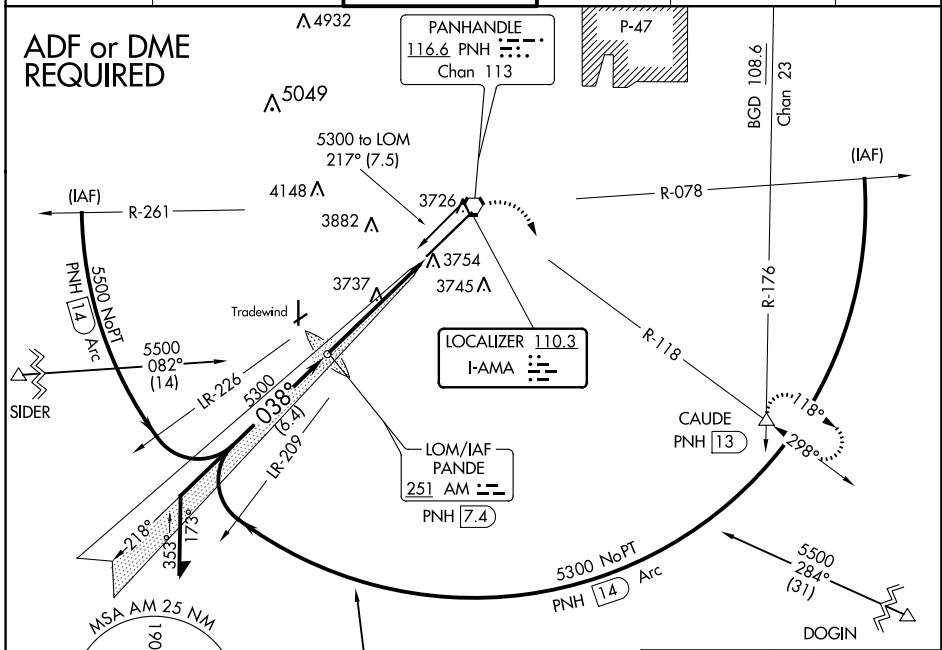 4932
ADF or DME
REQUIRED
PANHANDLE
116.6 PNH
Chan 113
P-47
BGD 108.6
Chan 23
5049
5300 to LOM
217° (7.5)
(IAF)
(IAF)
4148
R-261
3726
R-078
3882
3754
3737
3745
5500 NoPT
PNH 14 Arc
Tradewind
R-176
LOCALIZER 110.3
I-AMA
R-118
5500
082°
(14)
SIDER
LR-226
5300
038°
(6.4)
LR-209
CAUDE
PNH 13
118°
298°
LOM/IAF
PANDE
251 AM
PNH 7.4
218°
353°
173°
5300 NoPT
PNH 14 Arc
5500
284°
(31)
DOGIN
MSA AM 25 NM
190